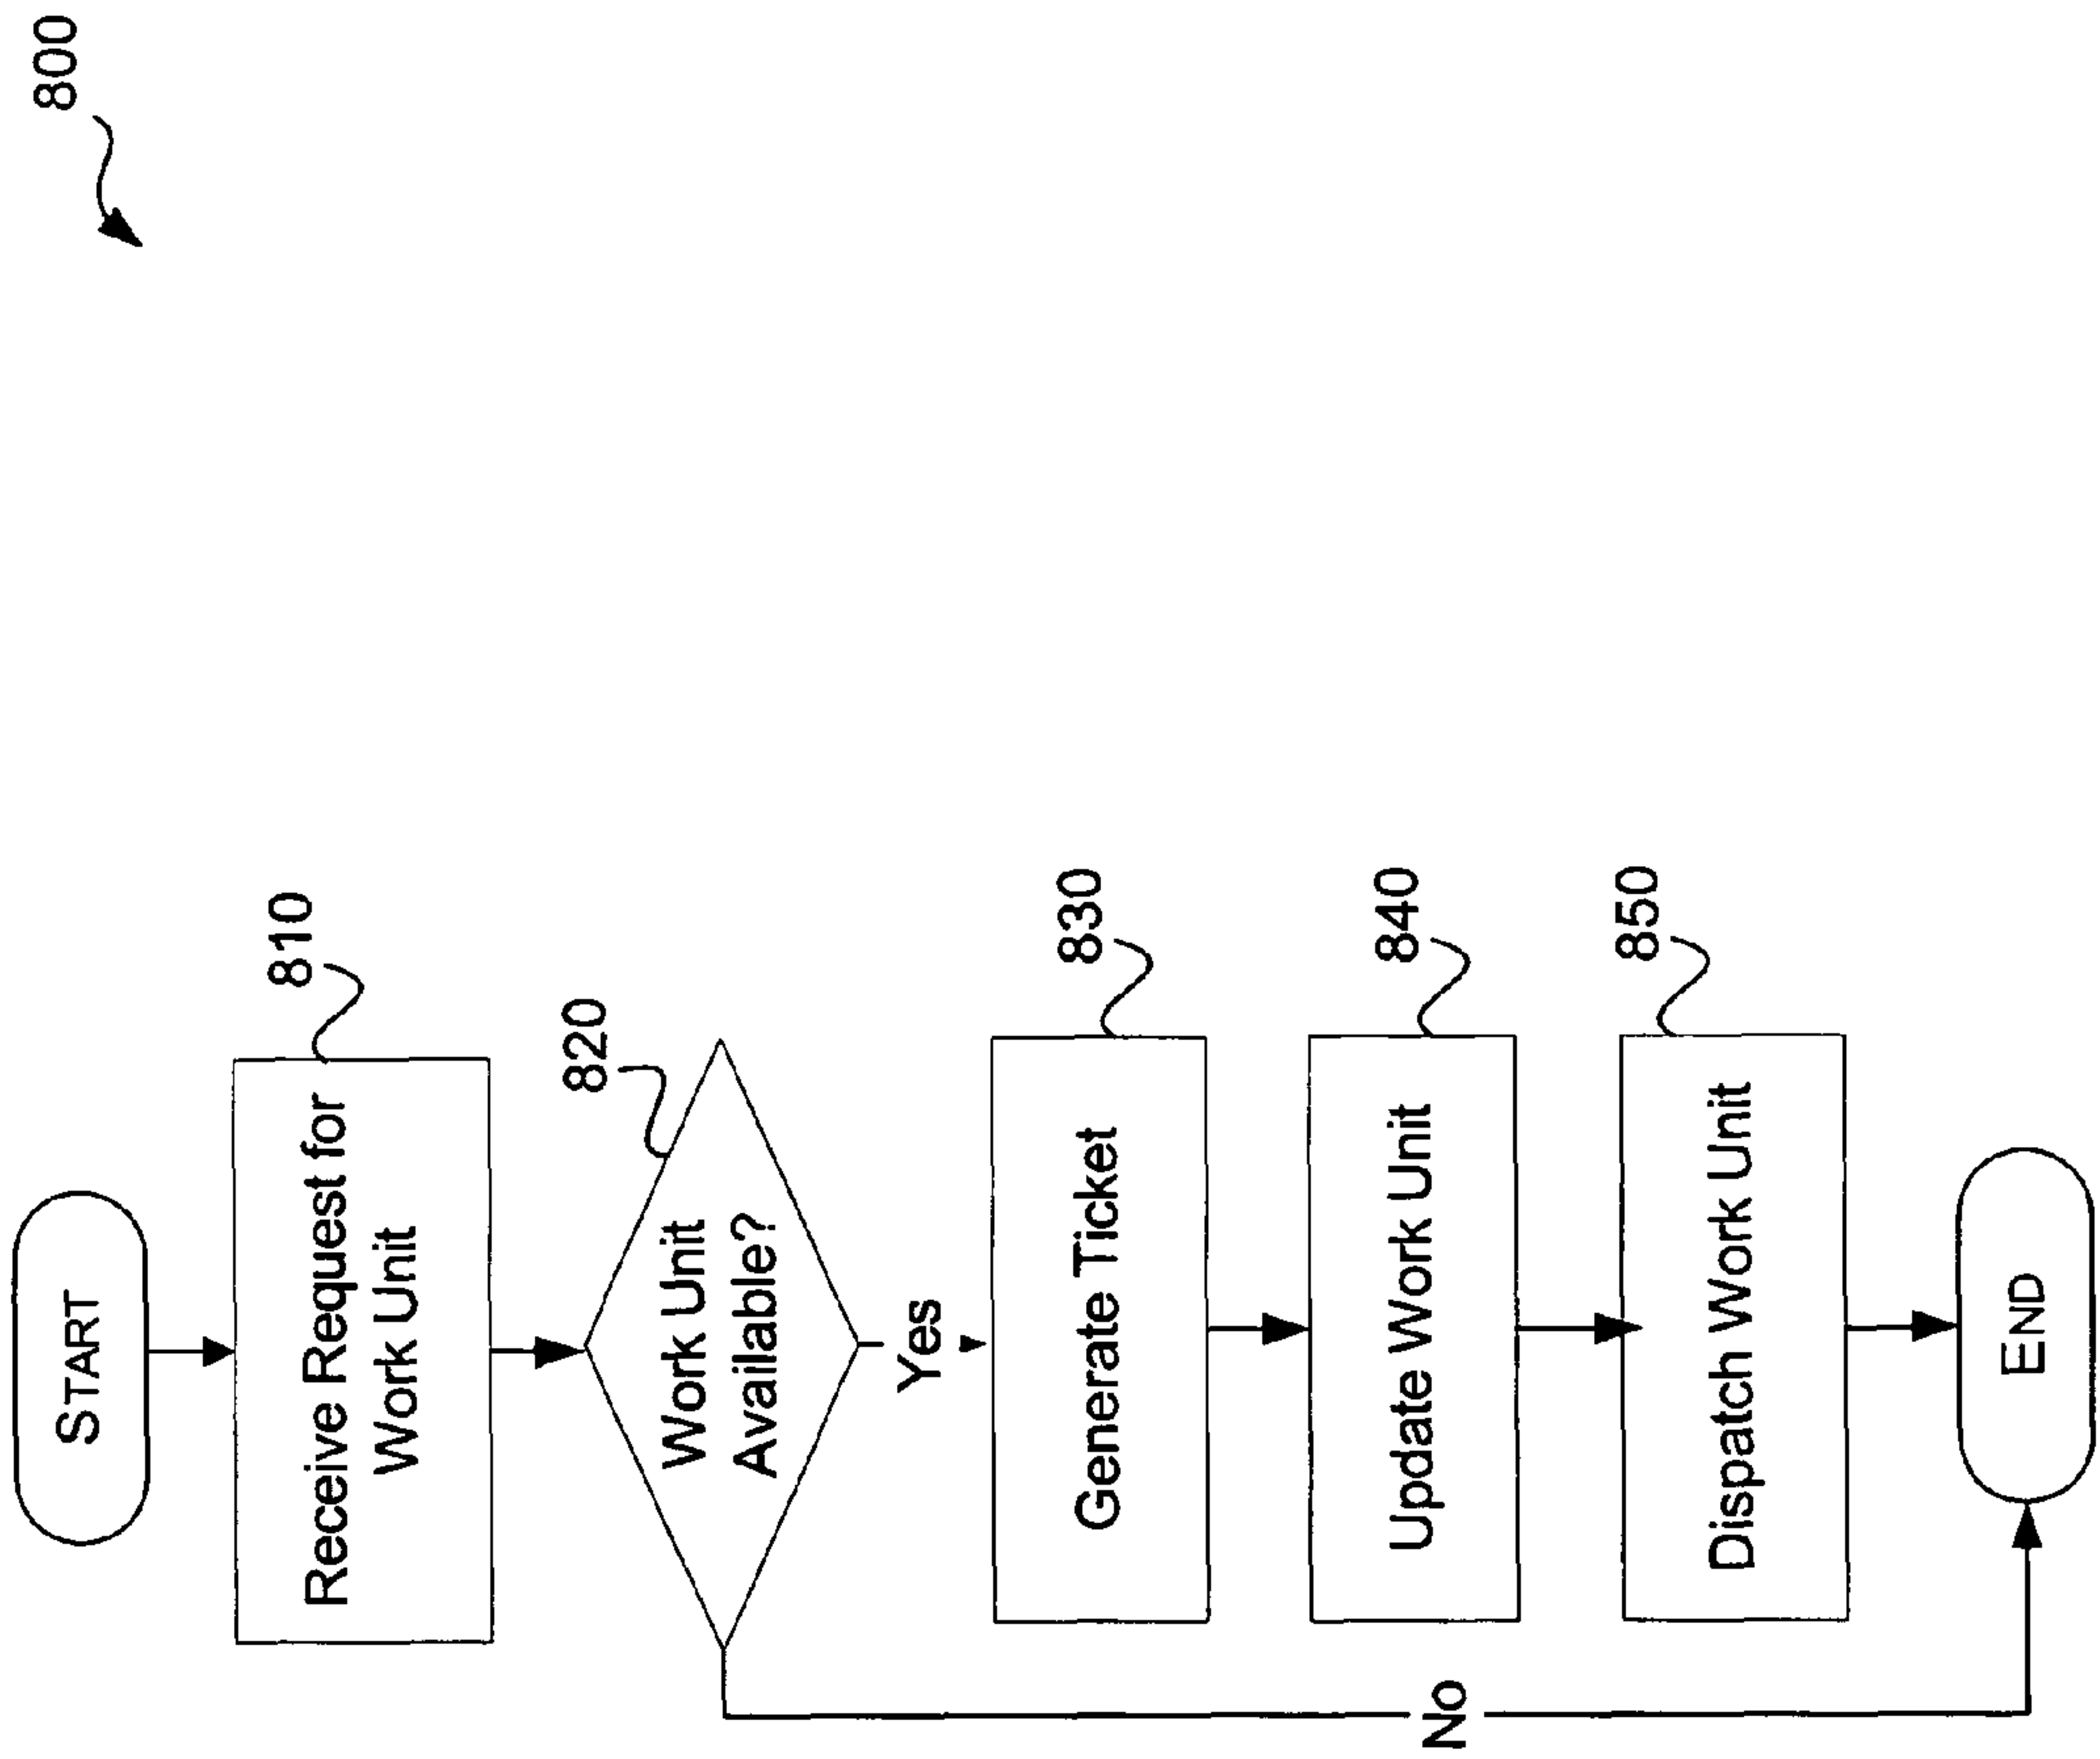 800
START
810
Receive Request for
Work Unit
820
Work Unit
Available?
Yes
830
Generate Ticket
840
Update Work Unit
No
850
Dispatch Work Unit
END